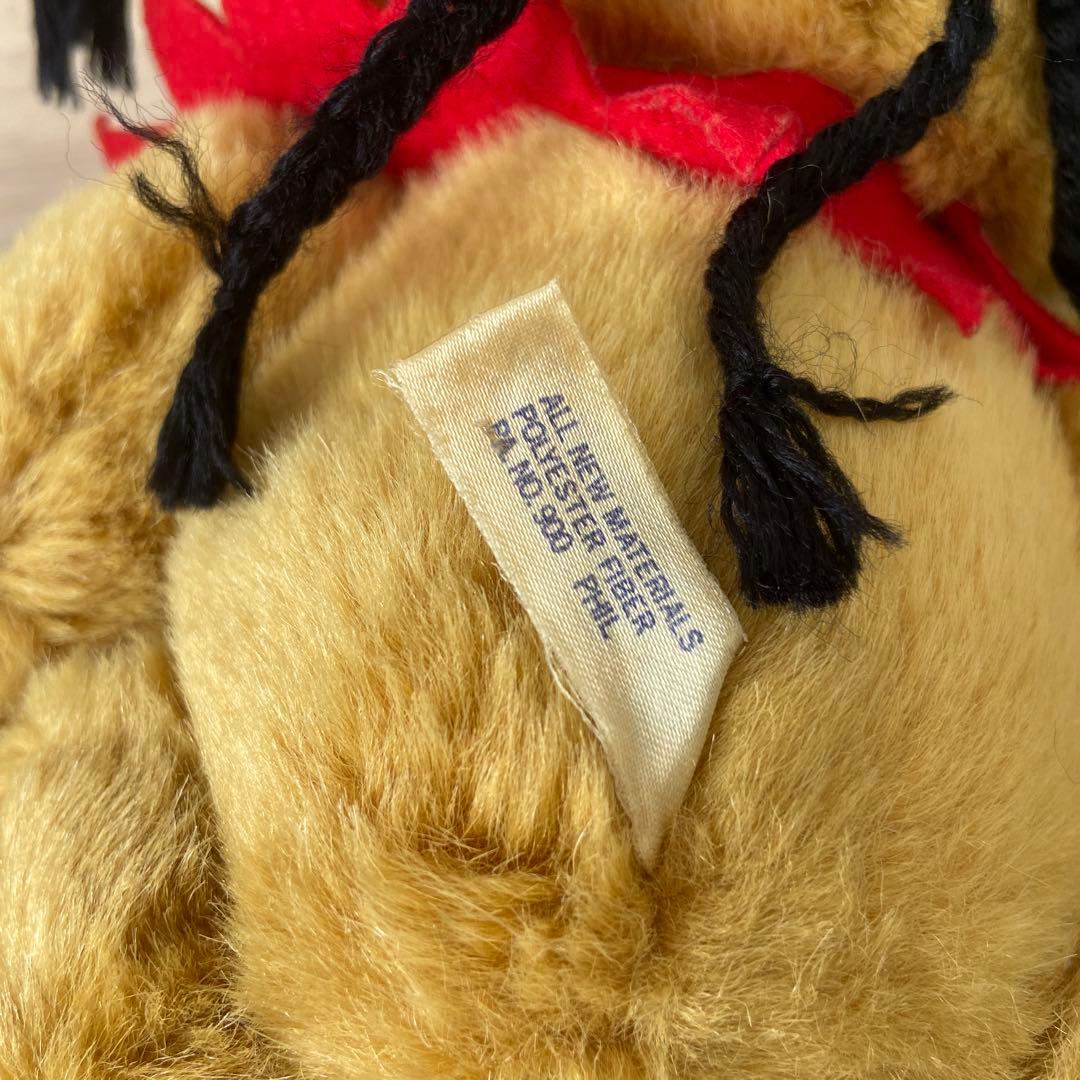 ALL NEW MATERIALS
POLYESTER FIBER
PA. NO. 900 PHIL